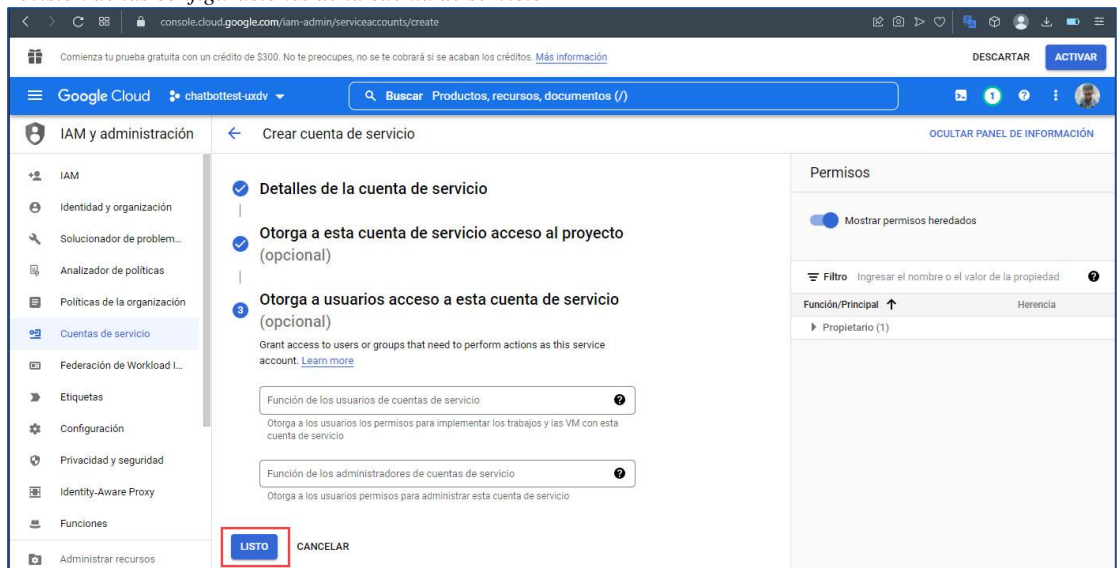 console.cloud.google.com/iam-admin/serviceaccounts/create
Comienza tu prueba gratuita con un crédito de $300. No te preocupes, no se te cobrará si se acaban los créditos. Más información
DESCARTAR
ACTIVAR
Google Cloud
chatbottest-uxdv
Buscar Productos, recursos, documentos (/)
1
IAM y administración
Crear cuenta de servicio
OCULTAR PANEL DE INFORMACIÓN
IAM
Identidad y organización
Solucionador de problem...
Analizador de políticas
Políticas de la organización
Cuentas de servicio
Federación de Workload I...
Etiquetas
Configuración
Privacidad y seguridad
Identity-Aware Proxy
Funciones
Administrar recursos
Detalles de la cuenta de servicio
Otorga a esta cuenta de servicio acceso al proyecto
(opcional)
3
Otorga a usuarios acceso a esta cuenta de servicio
(opcional)
Grant access to users or groups that need to perform actions as this service
account. Learn more
Función de los usuarios de cuentas de servicio
Otorga a los usuarios los permisos para implementar los trabajos y las VM con esta
cuenta de servicio
Función de los administradores de cuentas de servicio
Otorga a los usuarios permisos para administrar esta cuenta de servicio
LISTO
CANCELAR
Permisos
Mostrar permisos heredados
Filtro Ingresar el nombre o el valor de la propiedad
Función/Principal
Herencia
Propietario (1)